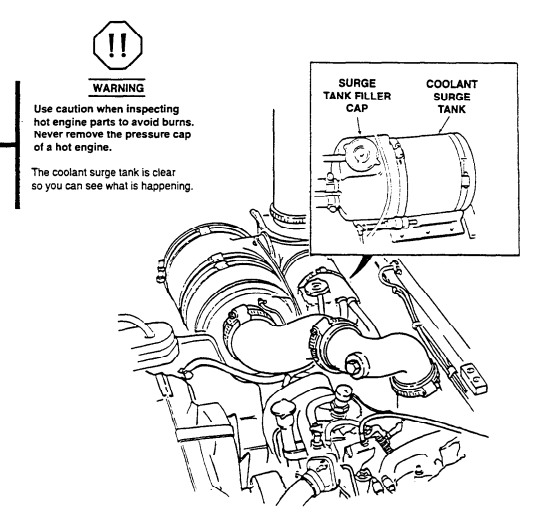 !!
WARNING
Use caution when inspecting
hot engine parts to avoid burns.
Never remove the pressure cap
of a hot engine.
The coolant surge tank is clear
so you can see what is happening.
SURGE
TANK FILLER
CAP
COOLANT
SURGE
TANK